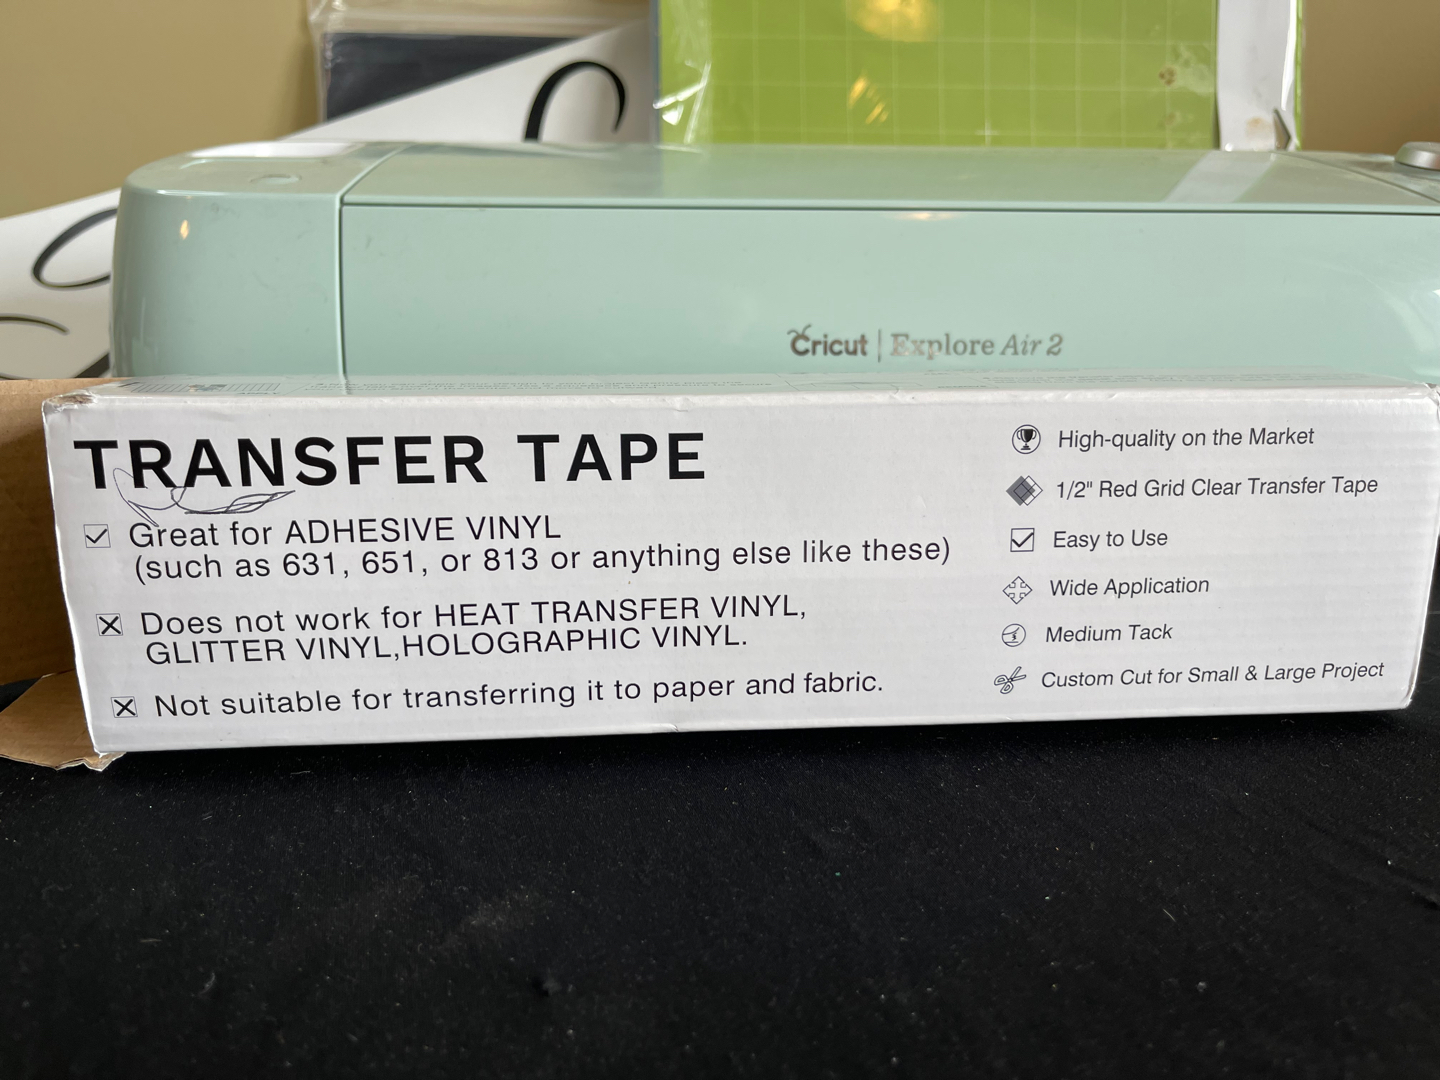 Cricut | Explore Air 2
TRANSFER TAPE
Great for ADHESIVE VINYL
(such as 631, 651, or 813 or anything else like these)
Does not work for HEAT TRANSFER VINYL,
GLITTER VINYL,HOLOGRAPHIC VINYL.
Not suitable for transferring it to paper and fabric.
High-quality on the Market
1/2" Red Grid Clear Transfer Tape
Easy to Use
Wide Application
Medium Tack
Custom Cut for Small & Large Project